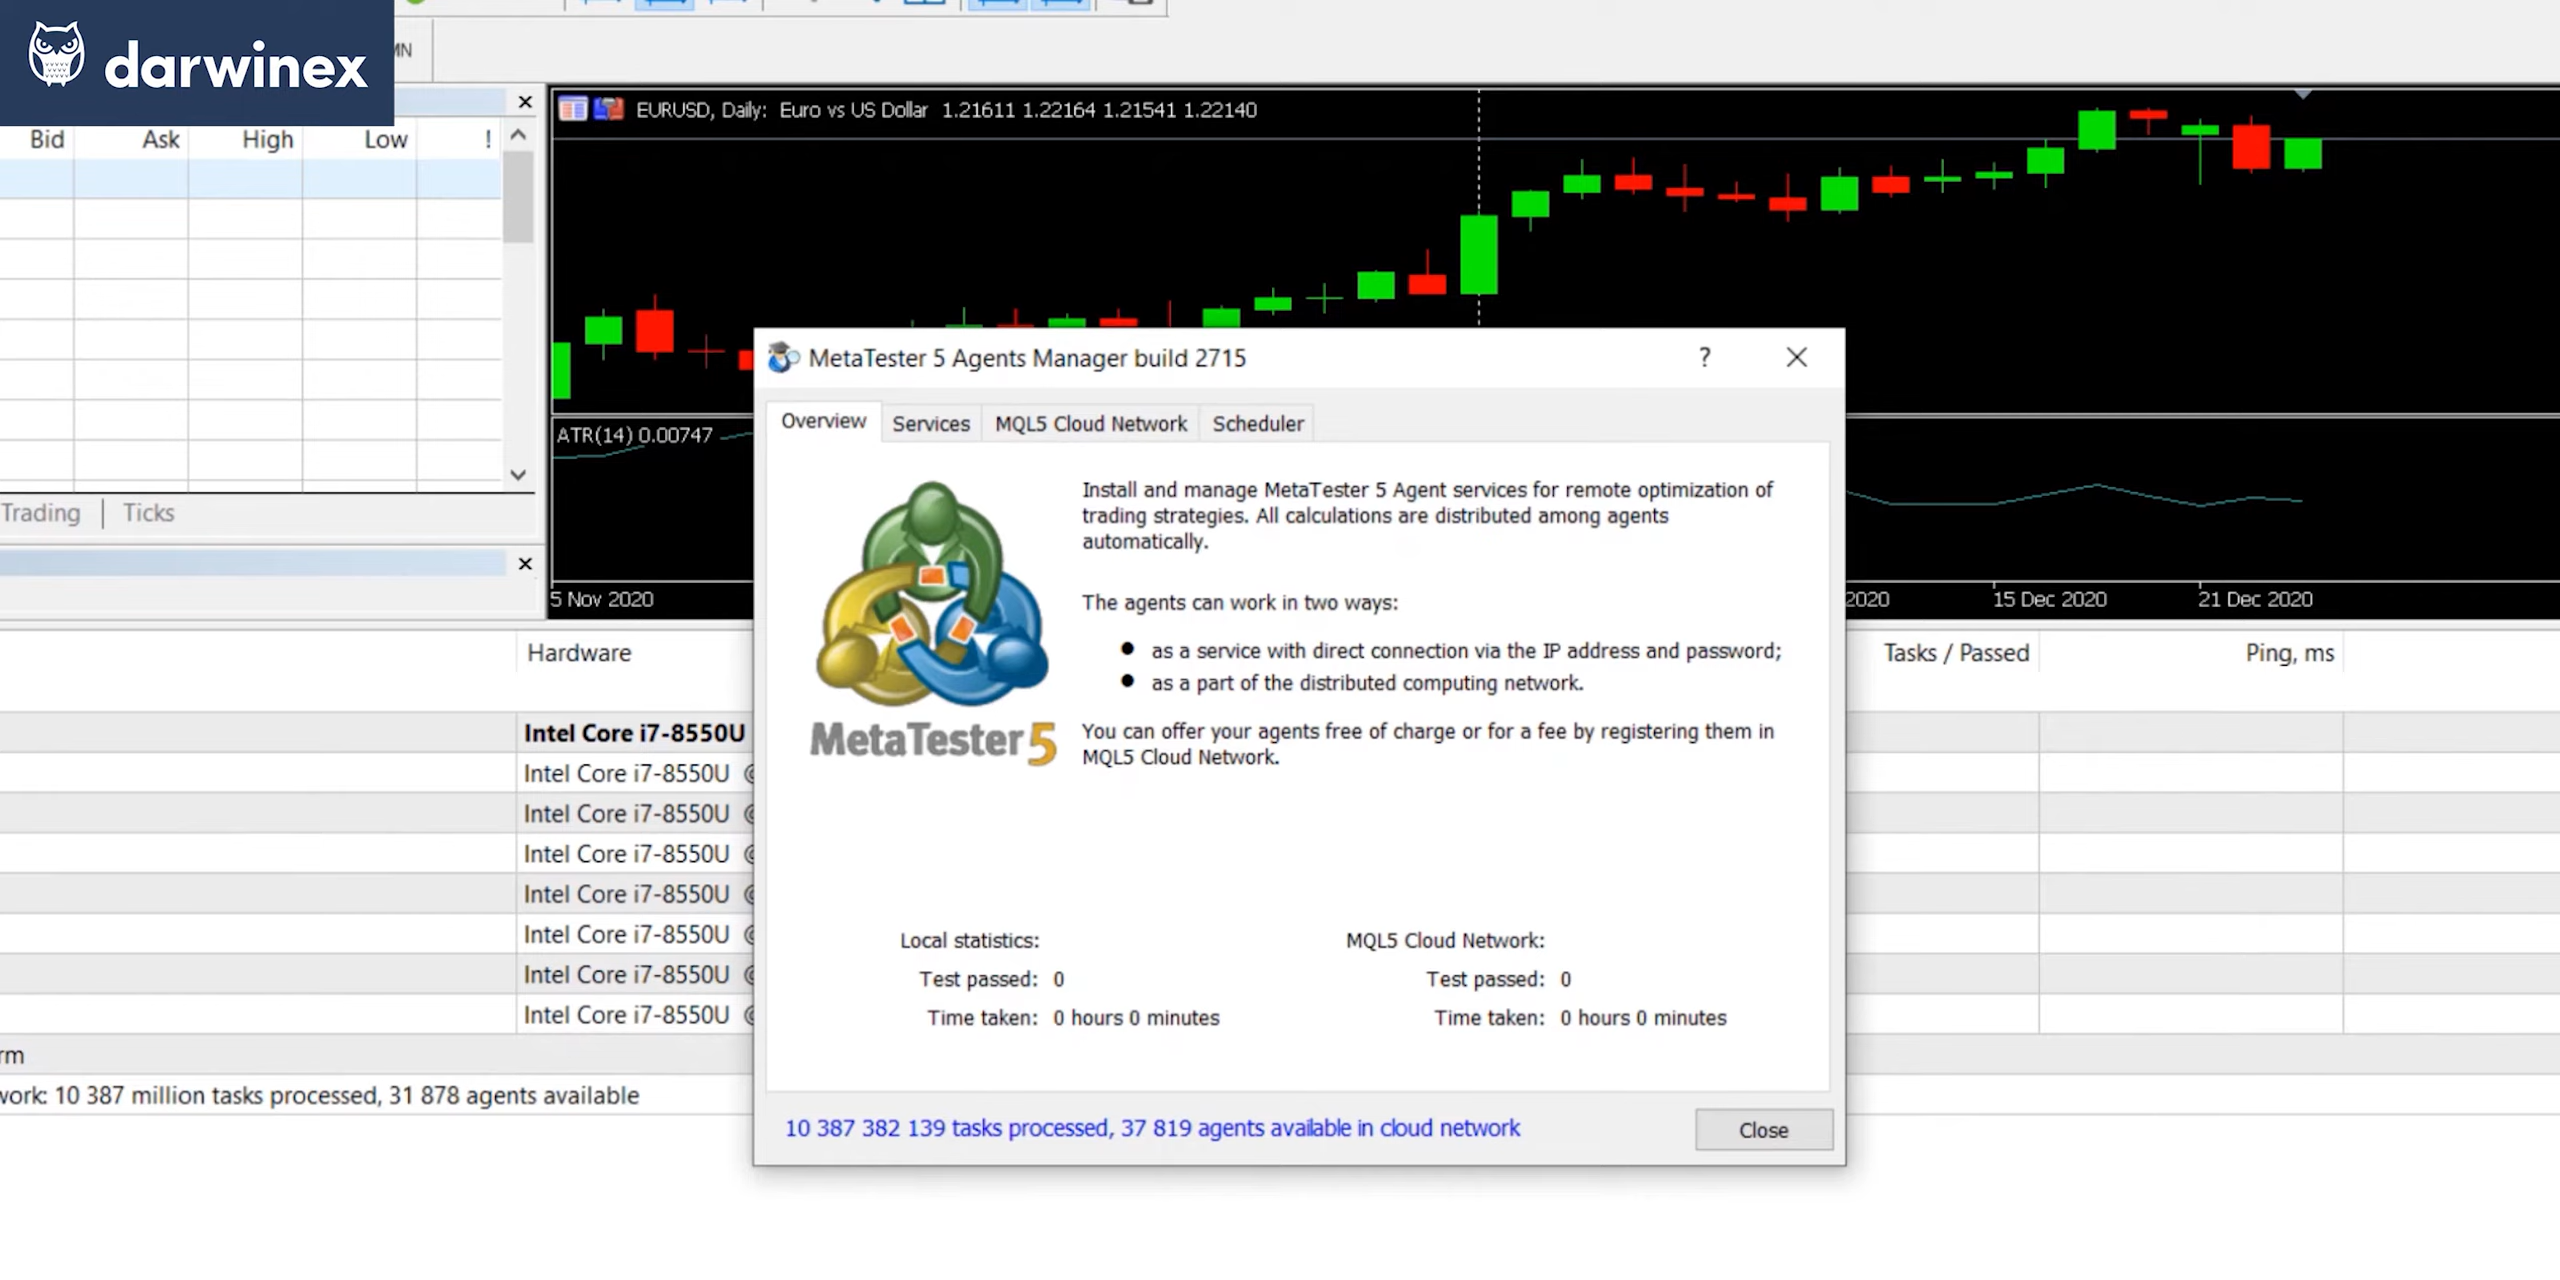 darwinex
MN
Bid Ask High Low !
EURUSD, Daily: Euro vs US Dollar 1.21611 1.22164 1.21541 1.22140
ATR(14) 0.00747
Trading | Ticks
5 Nov 2020 2020 15 Dec 2020 21 Dec 2020
MetaTester 5 Agents Manager build 2715 ?
Overview Services MQL5 Cloud Network Scheduler
Install and manage MetaTester 5 Agent services for remote optimization of
trading strategies. All calculations are distributed among agents
automatically.
The agents can work in two ways:
as a service with direct connection via the IP address and password;
as a part of the distributed computing network.
You can offer your agents free of charge or for a fee by registering them in
MQL5 Cloud Network.
MetaTester 5
Local statistics:
Test passed: 0
Time taken: 0 hours 0 minutes
MQL5 Cloud Network:
Test passed: 0
Time taken: 0 hours 0 minutes
10 387 382 139 tasks processed, 37 819 agents available in cloud network
Close
Hardware Tasks / Passed Ping, ms
Intel Core i7-8550U
Intel Core i7-8550U @
Intel Core i7-8550U @
Intel Core i7-8550U @
Intel Core i7-8550U @
Intel Core i7-8550U @
Intel Core i7-8550U @
Intel Core i7-8550U @
rm
work: 10 387 million tasks processed, 31 878 agents available